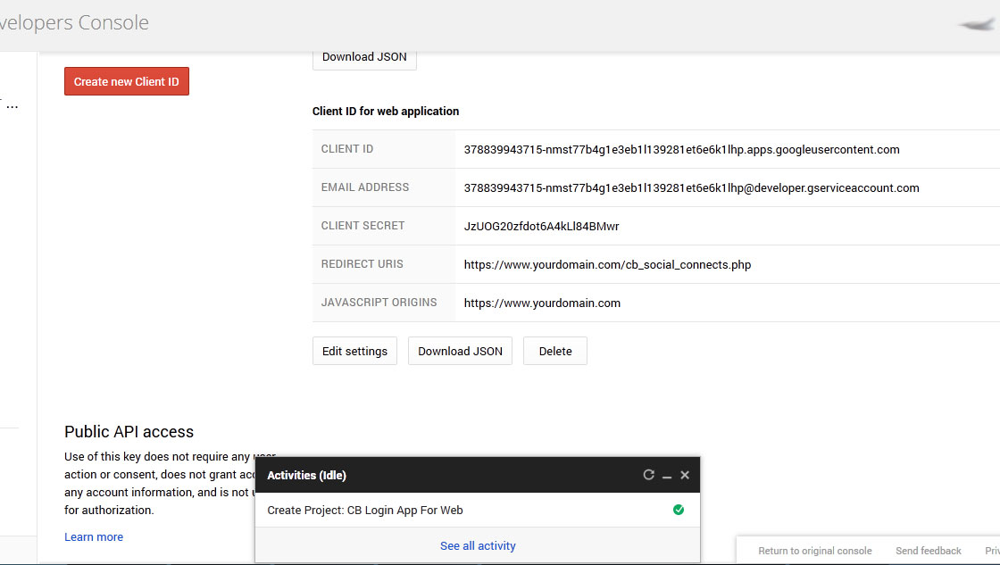 velopers Console
Download JSON
Create new Client ID
...
Client ID for web application
CLIENT ID 378839943715-nmst77b4g1e3eb1l139281et6e6k1lhp.apps.googleusercontent.com
EMAIL ADDRESS 378839943715-nmst77b4g1e3eb1l139281et6e6k1lhp@developer.gserviceaccount.com
CLIENT SECRET JzUOG20zfdot6A4kLl84BMwr
REDIRECT URIS https://www.yourdomain.com/cb_social_connects.php
JAVASCRIPT ORIGINS https://www.yourdomain.com
Edit settings Download JSON Delete
Public API access
Use of this key does not require any user
action or consent, does not grant acc
any account information, and is not u
for authorization.
Learn more
Activities (Idle)
Create Project: CB Login App For Web
See all activity
Return to original console Send feedback Priv